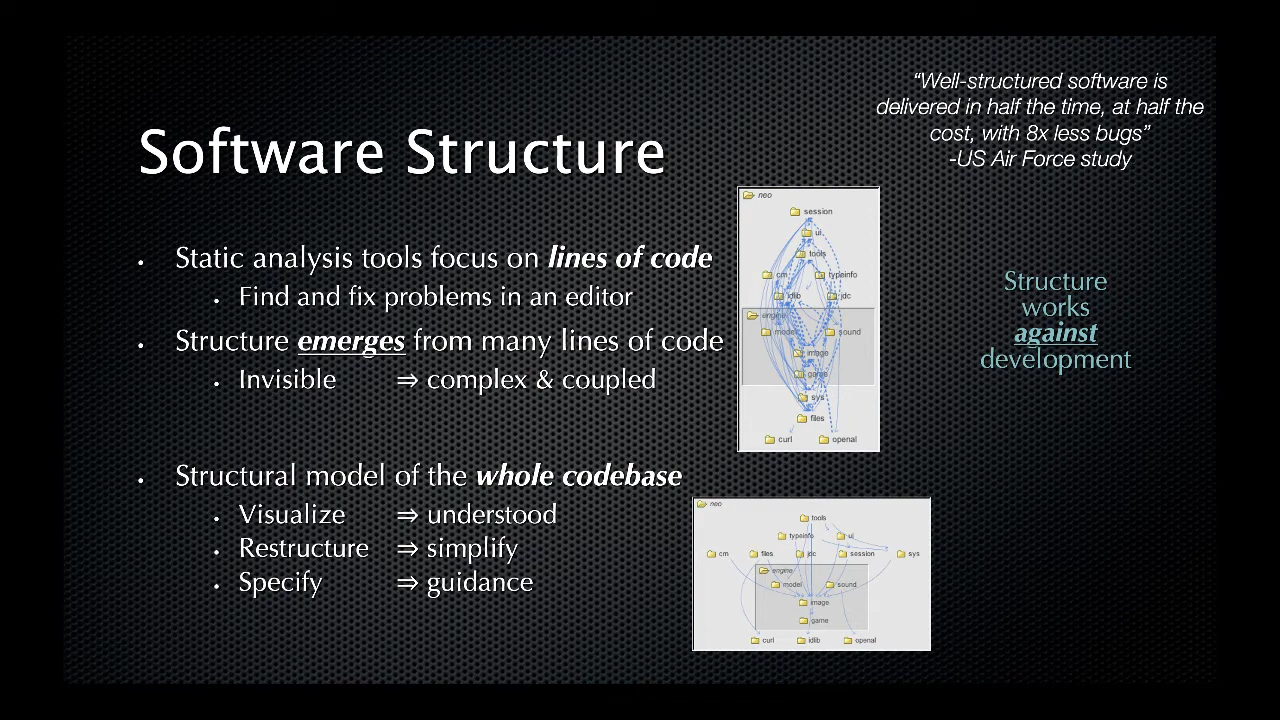 “Well-structured software is
delivered in half the time, at half the
cost, with 8x less bugs”
-US Air Force study
Software Structure
• Static analysis tools focus on lines of code
• Find and fix problems in an editor
• Structure emerges from many lines of code
• Invisible ⇒ complex & coupled
• Structural model of the whole codebase
• Visualize ⇒ understood
• Restructure ⇒ simplify
• Specify ⇒ guidance
neo
session
ui
tools
cm typeinfo
idlib jdc
engine
model sound
image
game
sys
files
curl openal
Structure
works
against
development
neo
tools
typeinfo ui
cm files jdc session sys
engine
model sound
image
game
curl idlib openal